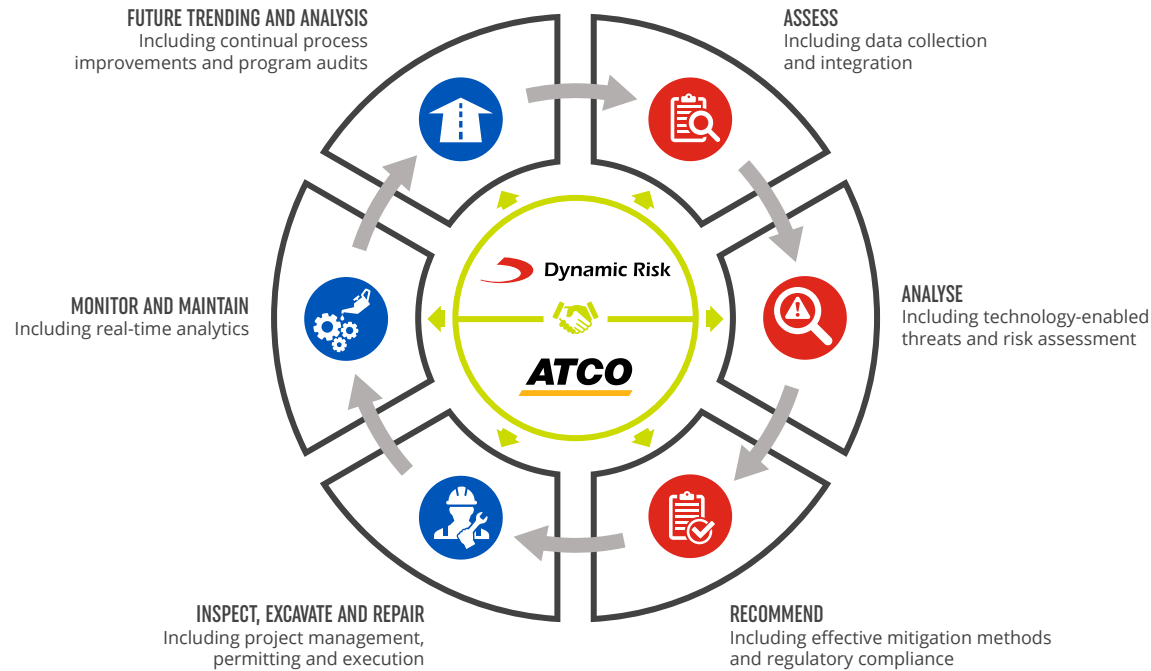 FUTURE TRENDING AND ANALYSIS
Including continual process
improvements and program audits
ASSESS
Including data collection
and integration
MONITOR AND MAINTAIN
Including real-time analytics
Dynamic Risk
ATCO
ANALYSE
Including technology-enabled
threats and risk assessment
INSPECT, EXCAVATE AND REPAIR
Including project management,
permitting and execution
RECOMMEND
Including effective mitigation methods
and regulatory compliance